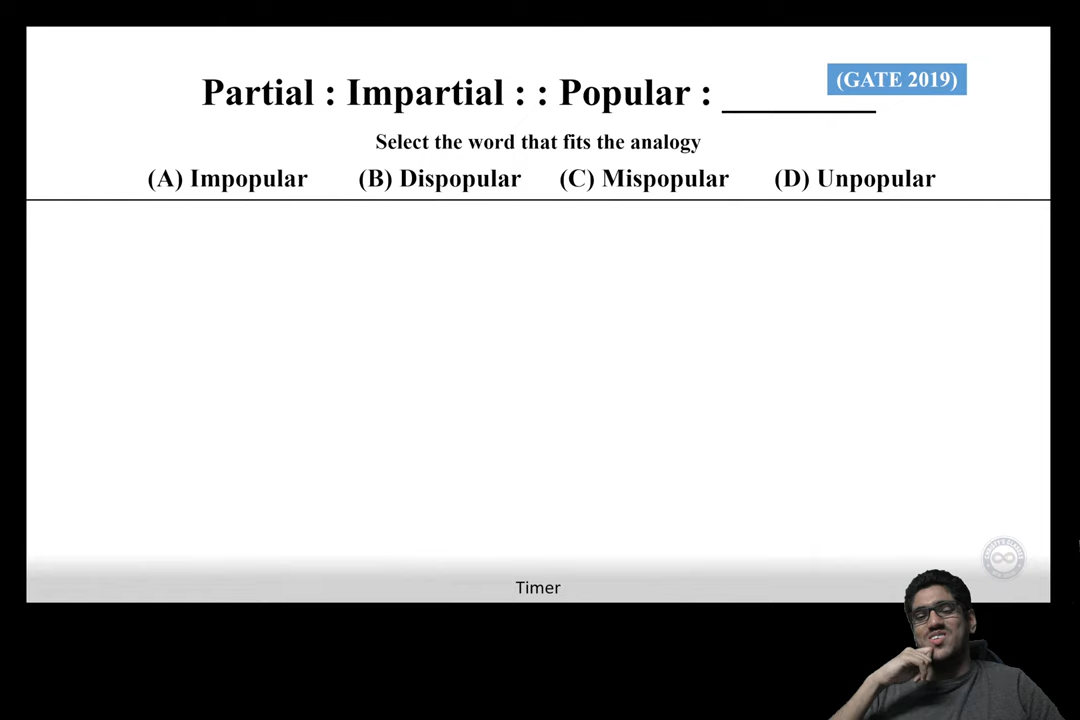 (GATE 2019)
Partial : Impartial : : Popular : ________
Select the word that fits the analogy
(A) Impopular (B) Dispopular (C) Mispopular (D) Unpopular
Timer